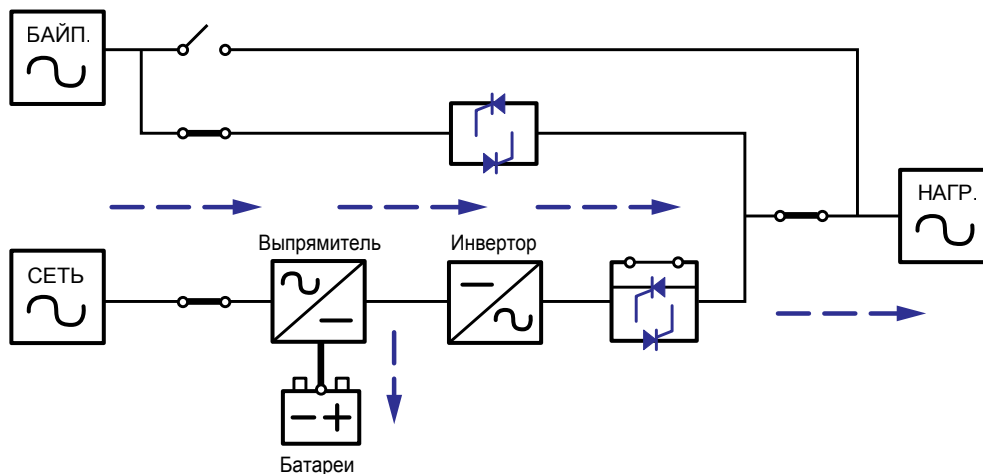 БАЙП.
НАГР.
Выпрямитель
Инвертор
СЕТЬ
Батареи